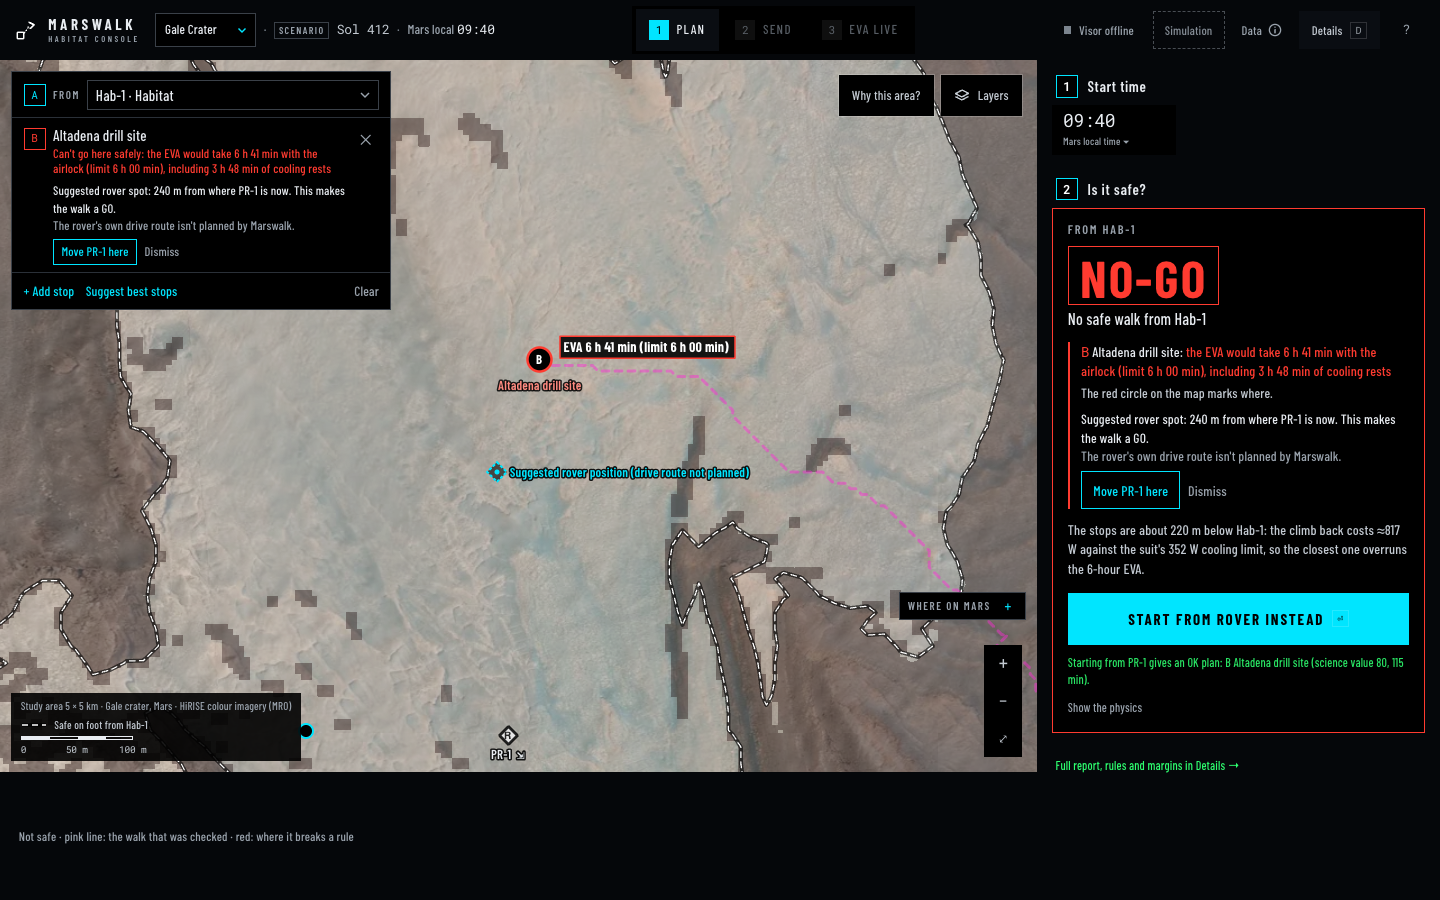 MARSWALK
HABITAT CONSOLE
Gale Crater
· SCENARIO Sol 412 · Mars local 09:40
1 PLAN
2 SEND
3 EVA LIVE
Visor offline
Simulation
Data
Details D
?
A FROM Hab-1 · Habitat
B Altadena drill site
Can't go here safely: the EVA would take 6 h 41 min with the
airlock (limit 6 h 00 min), including 3 h 48 min of cooling rests
Suggested rover spot: 240 m from where PR-1 is now. This makes
the walk a GO.
The rover's own drive route isn't planned by Marswalk.
Move PR-1 here Dismiss
+ Add stop Suggest best stops Clear
Why this area?
Layers
B EVA 6 h 41 min (limit 6 h 00 min)
Altadena drill site
Suggested rover position (drive route not planned)
WHERE ON MARS +
+
−
Study area 5 × 5 km · Gale crater, Mars · HiRISE colour imagery (MRO)
Safe on foot from Hab-1
0 50 m 100 m
R
PR-1
Not safe · pink line: the walk that was checked · red: where it breaks a rule
1 Start time
09:40
Mars local time
2 Is it safe?
FROM HAB-1
NO-GO
No safe walk from Hab-1
B Altadena drill site: the EVA would take 6 h 41 min with the
airlock (limit 6 h 00 min), including 3 h 48 min of cooling rests
The red circle on the map marks where.
Suggested rover spot: 240 m from where PR-1 is now. This makes
the walk a GO.
The rover's own drive route isn't planned by Marswalk.
Move PR-1 here Dismiss
The stops are about 220 m below Hab-1: the climb back costs ≈817
W against the suit's 352 W cooling limit, so the closest one overruns
the 6-hour EVA.
START FROM ROVER INSTEAD ⏎
Starting from PR-1 gives an OK plan: B Altadena drill site (science value 80, 115
min).
Show the physics
Full report, rules and margins in Details →